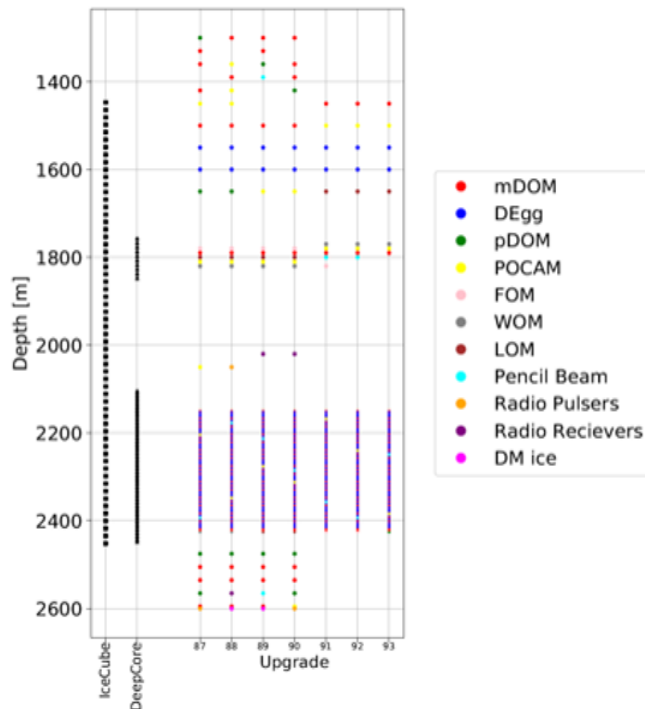 1400
1600
1800
2000
2200
2400
2600
Depth [m]
IceCube
DeepCore
87
88
89
90
91
92
93
Upgrade
mDOM
DEgg
pDOM
POCAM
FOM
WOM
LOM
Pencil Beam
Radio Pulsers
Radio Recievers
DM ice